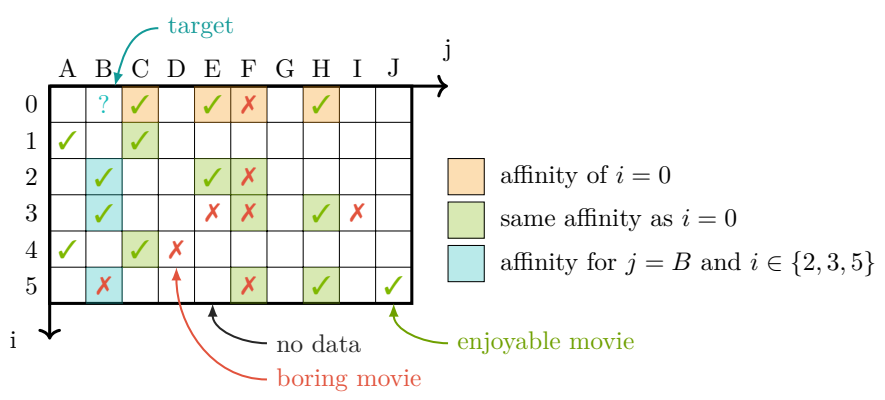 target
j
A B C D E F G H I J
0 ? ✓ ✓ ✗ ✓
1 ✓ ✓
2 ✓ ✓ ✗
3 ✓ ✗ ✗ ✓ ✗
4 ✓ ✓ ✗
5 ✗ ✗ ✓ ✓
affinity of i = 0
same affinity as i = 0
affinity for j = B and i ∈ {2, 3, 5}
i
no data
enjoyable movie
boring movie